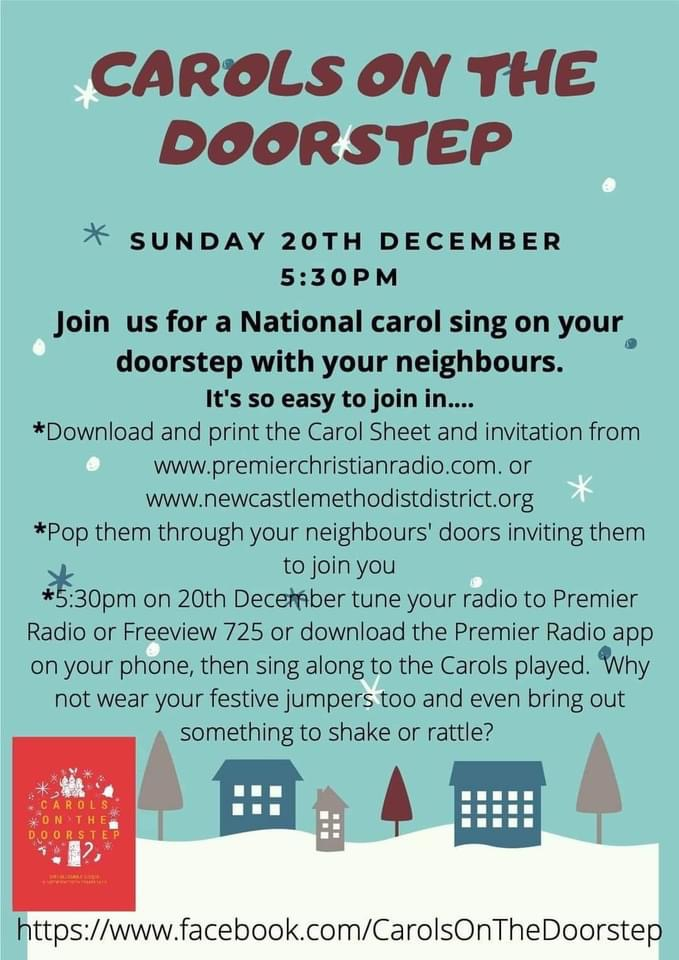 CAROLS ON THE
DOORSTEP
SUNDAY 20TH DECEMBER
5:30PM
Join us for a National carol sing on your
doorstep with your neighbours.
It's so easy to join in....
*Download and print the Carol Sheet and invitation from
www.premierchristianradio.com. or
www.newcastlemethodistdistrict.org
*Pop them through your neighbours' doors inviting them
to join you
*5:30pm on 20th December tune your radio to Premier
Radio or Freeview 725 or download the Premier Radio app
on your phone, then sing along to the Carols played. Why
not wear your festive jumpers too and even bring out
something to shake or rattle?
CAROLS
ON THE
DOORSTEP
https://www.facebook.com/CarolsOnTheDoorstep